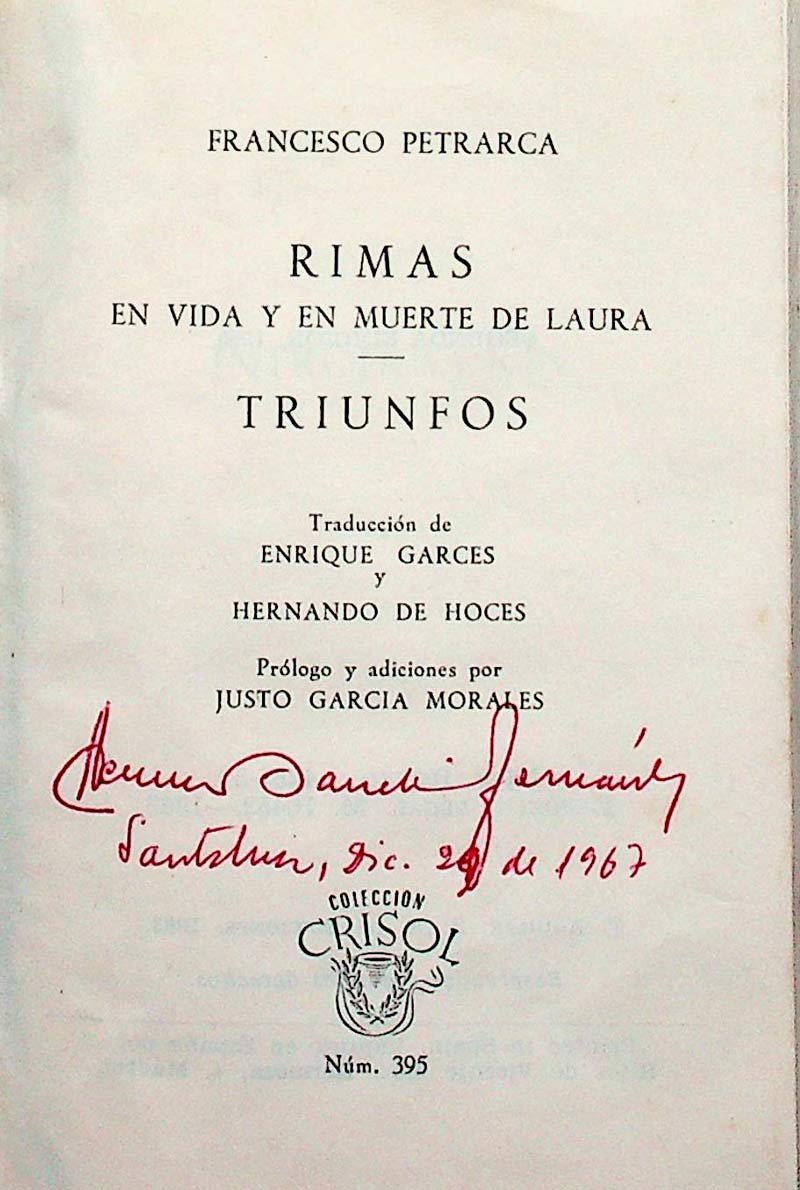 FRANCESCO PETRARCA
RIMAS
EN VIDA Y EN MUERTE DE LAURA
TRIUNFOS
Traducción de
ENRIQUE GARCES
y
HERNANDO DE HOCES
Prólogo y adiciones por
JUSTO GARCIA MORALES
Dic. 29 de 1967
COLECCION
CRISOL
Núm. 395